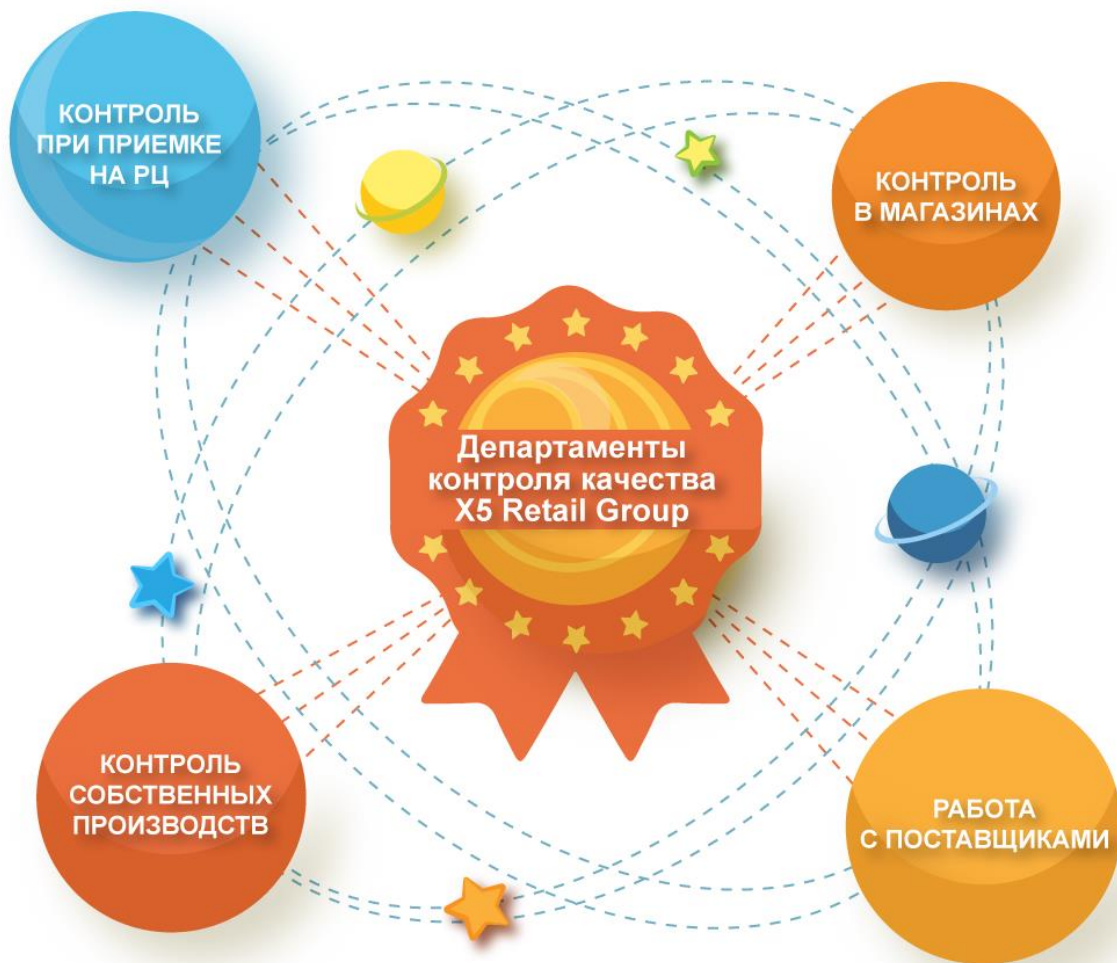 КОНТРОЛЬ
ПРИ ПРИЕМКЕ
НА РЦ
КОНТРОЛЬ
В МАГАЗИНАХ
Департаменты
контроля качества
X5 Retail Group
КОНТРОЛЬ
СОБСТВЕННЫХ
ПРОИЗВОДСТВ
РАБОТА
С ПОСТАВЩИКАМИ